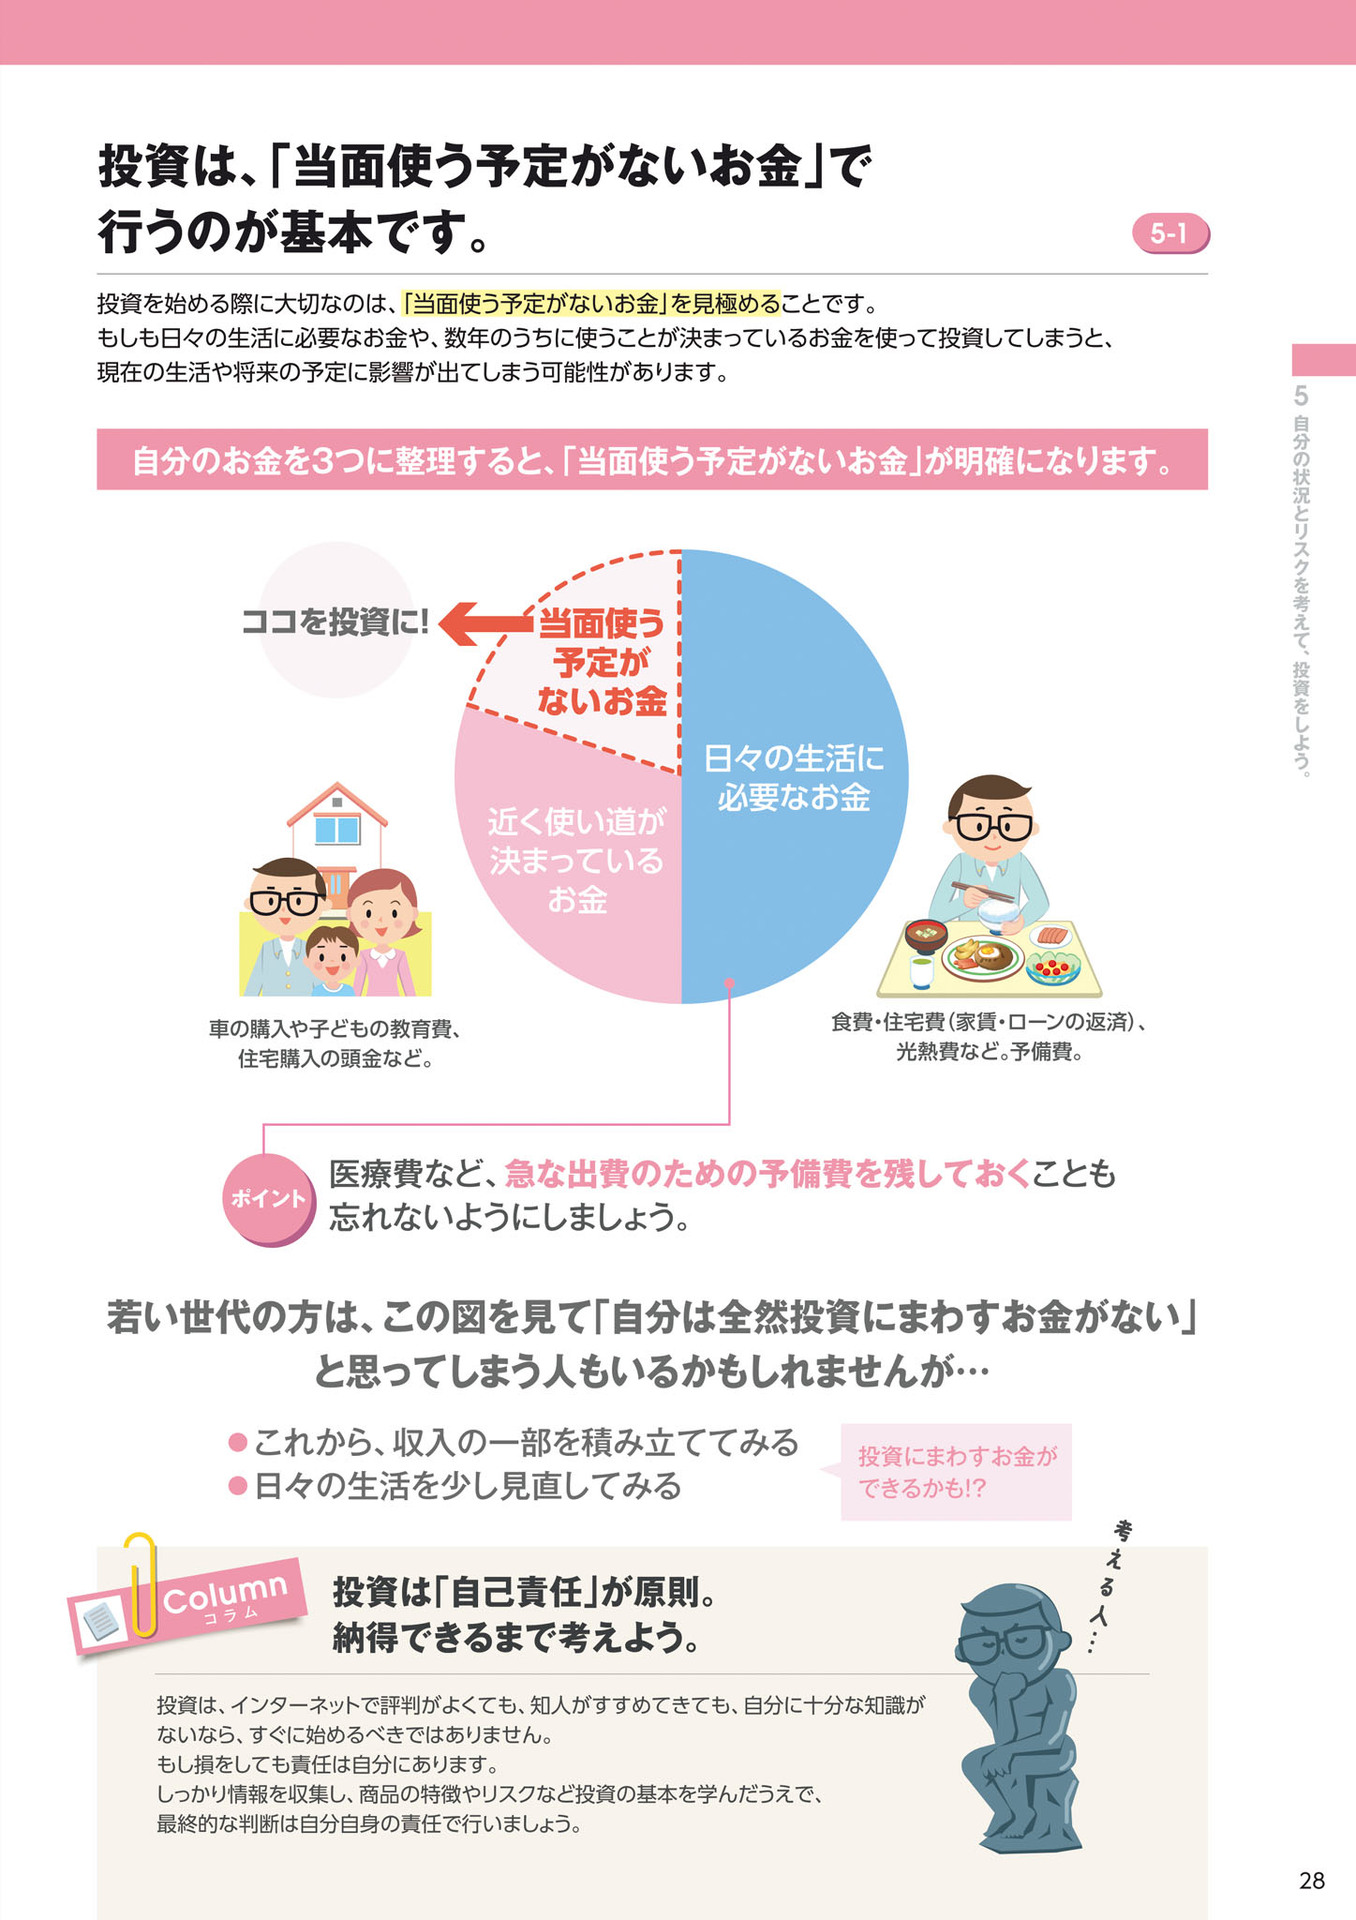 投資は、「当面使う予定がないお金」で
行うのが基本です。
5-1
投資を始める際に大切なのは、「当面使う予定がないお金」を見極めることです。
もしも日々の生活に必要なお金や、数年のうちに使うことが決まっているお金を使って投資してしまうと、
現在の生活や将来の予定に影響が出てしまう可能性があります。
5 自分の状況とリスクを考えて、投資をしよう。
自分のお金を3つに整理すると、「当面使う予定がないお金」が明確になります。
ココを投資に!
当面使う
予定が
ないお金
日々の生活に
必要なお金
近く使い道が
決まっている
お金
車の購入や子どもの教育費、
住宅購入の頭金など。
食費・住宅費(家賃・ローンの返済)、
光熱費など。予備費。
ポイント
医療費など、急な出費のための予備費を残しておくことも
忘れないようにしましょう。
若い世代の方は、この図を見て「自分は全然投資にまわすお金がない」
と思ってしまう人もいるかもしれませんが…
●これから、収入の一部を積み立ててみる
●日々の生活を少し見直してみる
投資にまわすお金が
できるかも!?
考える人…
Column
コラム
投資は「自己責任」が原則。
納得できるまで考えよう。
投資は、インターネットで評判がよくても、知人がすすめてきても、自分に十分な知識が
ないなら、すぐに始めるべきではありません。
もし損をしても責任は自分にあります。
しっかり情報を収集し、商品の特徴やリスクなど投資の基本を学んだうえで、
最終的な判断は自分自身の責任で行いましょう。
28